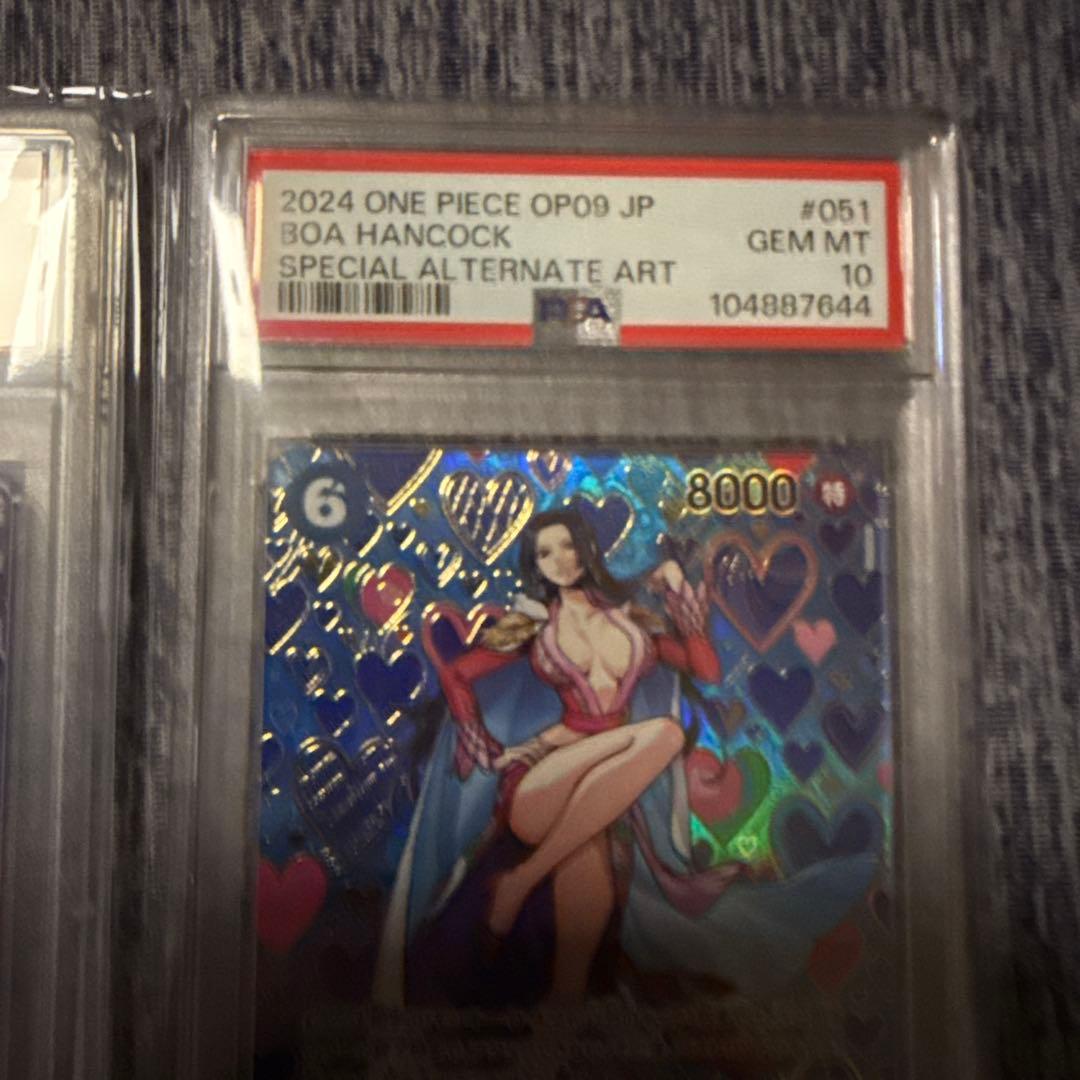 2024 ONE PIECE OP09 JP #051
BOA HANCOCK GEM MT
SPECIAL ALTERNATE ART 10
PSA 104887644
6 8000 特